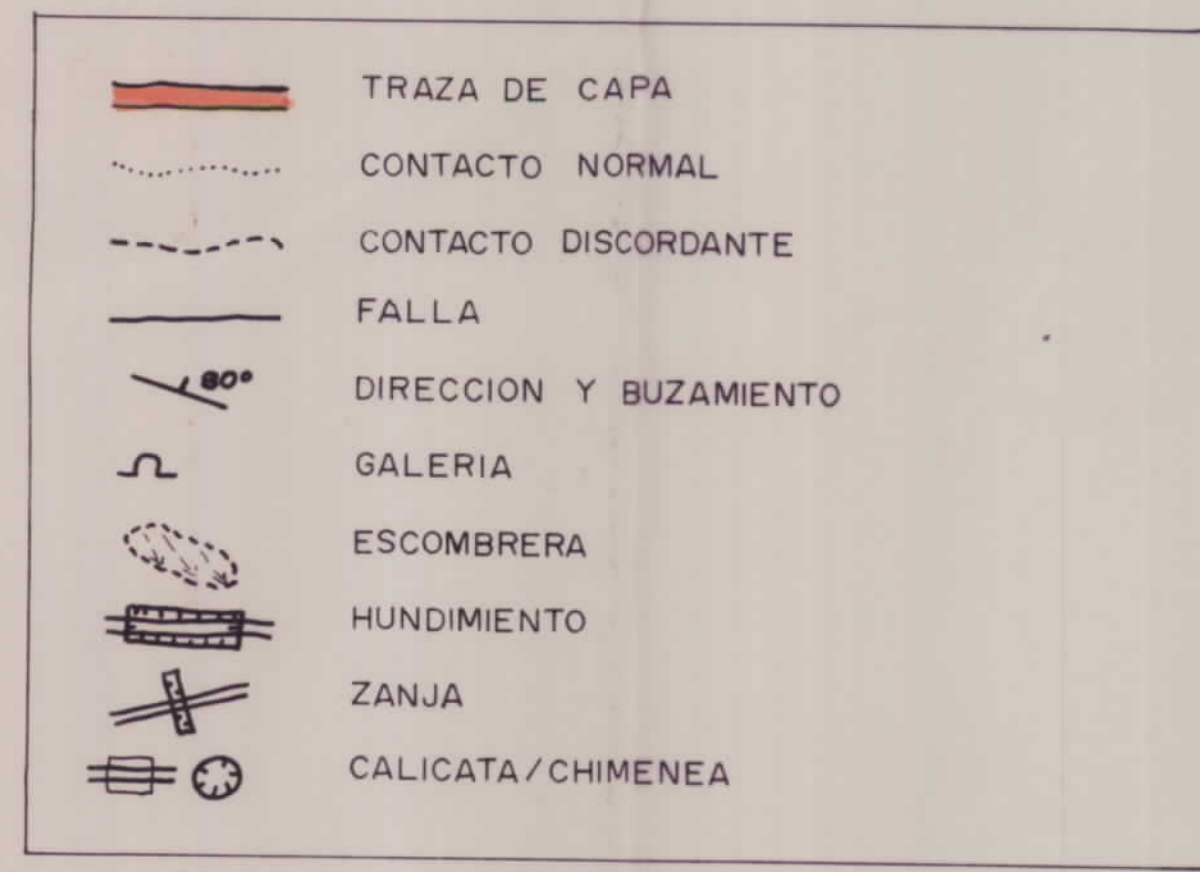 TRAZA DE CAPA
CONTACTO NORMAL
CONTACTO DISCORDANTE
FALLA
80° DIRECCION Y BUZAMIENTO
GALERIA
ESCOMBRERA
HUNDIMIENTO
ZANJA
CALICATA/CHIMENEA